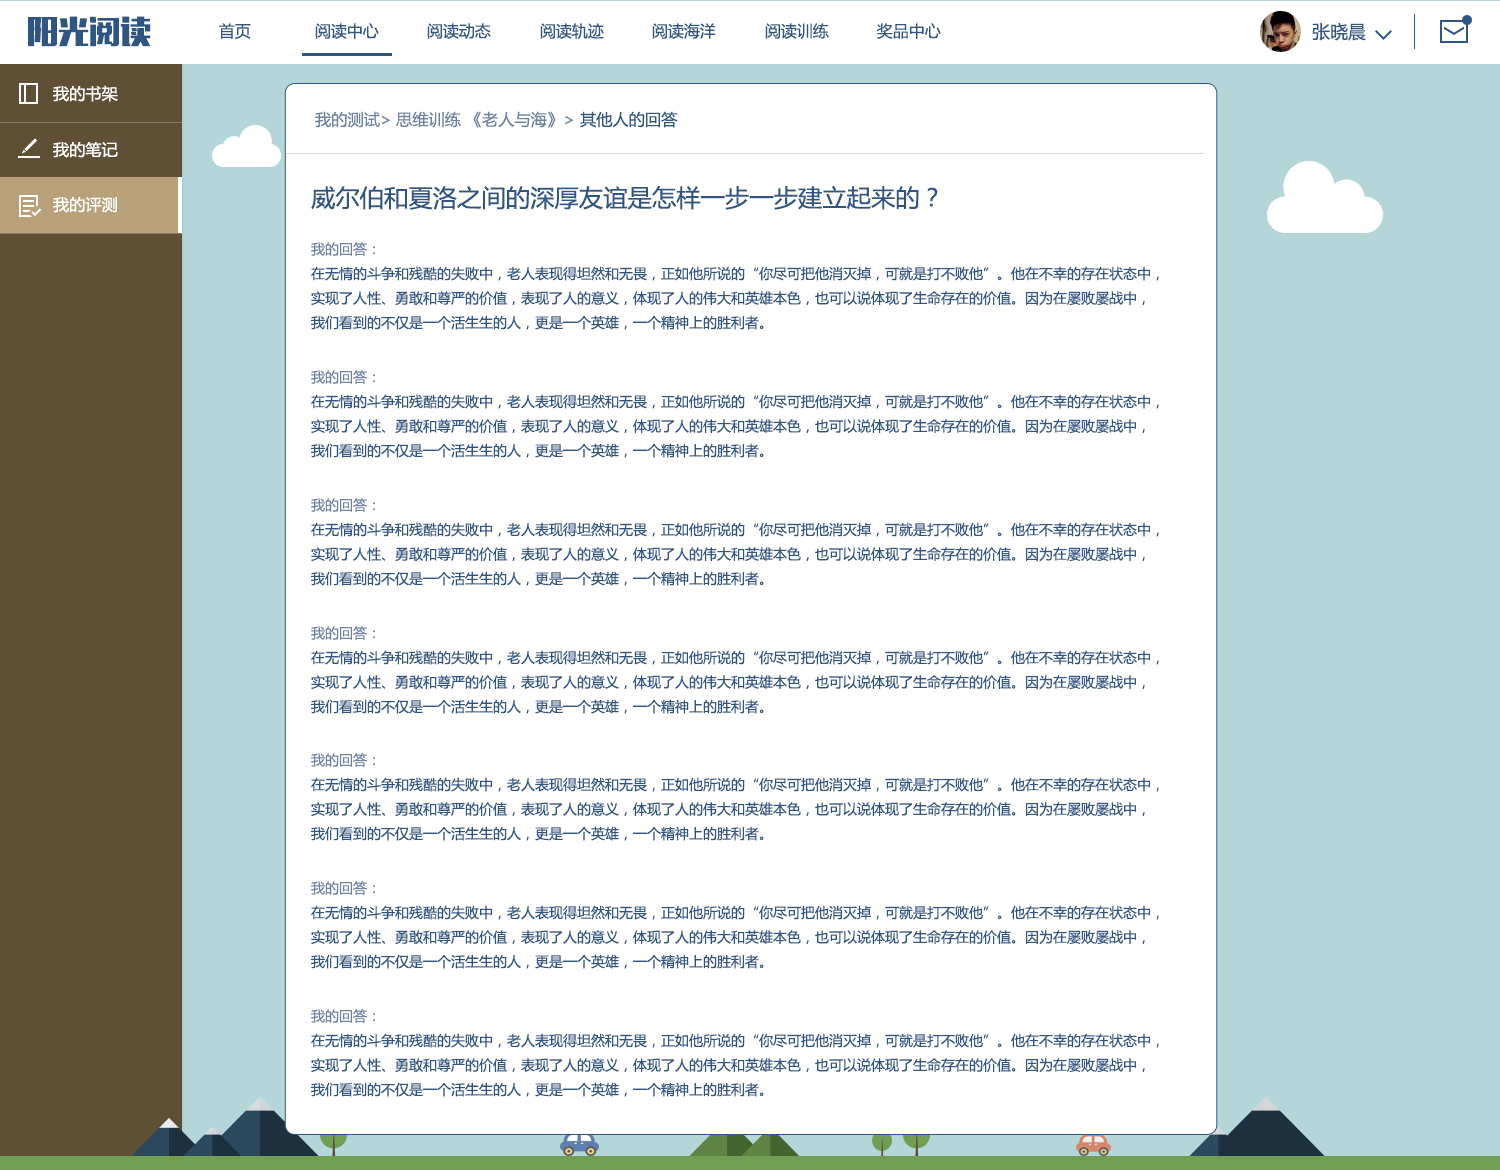 阳光阅读
首页 阅读中心 阅读动态 阅读轨迹 阅读海洋 阅读训练 奖品中心
张晓晨
我的书架
我的笔记
我的评测
我的测试> 思维训练 《老人与海》> 其他人的回答
威尔伯和夏洛之间的深厚友谊是怎样一步一步建立起来的？
我的回答：
在无情的斗争和残酷的失败中，老人表现得坦然和无畏，正如他所说的“你尽可把他消灭掉，可就是打不败他”。他在不幸的存在状态中，
实现了人性、勇敢和尊严的价值，表现了人的意义，体现了人的伟大和英雄本色，也可以说体现了生命存在的价值。因为在屡败屡战中，
我们看到的不仅是一个活生生的人，更是一个英雄，一个精神上的胜利者。
我的回答：
在无情的斗争和残酷的失败中，老人表现得坦然和无畏，正如他所说的“你尽可把他消灭掉，可就是打不败他”。他在不幸的存在状态中，
实现了人性、勇敢和尊严的价值，表现了人的意义，体现了人的伟大和英雄本色，也可以说体现了生命存在的价值。因为在屡败屡战中，
我们看到的不仅是一个活生生的人，更是一个英雄，一个精神上的胜利者。
我的回答：
在无情的斗争和残酷的失败中，老人表现得坦然和无畏，正如他所说的“你尽可把他消灭掉，可就是打不败他”。他在不幸的存在状态中，
实现了人性、勇敢和尊严的价值，表现了人的意义，体现了人的伟大和英雄本色，也可以说体现了生命存在的价值。因为在屡败屡战中，
我们看到的不仅是一个活生生的人，更是一个英雄，一个精神上的胜利者。
我的回答：
在无情的斗争和残酷的失败中，老人表现得坦然和无畏，正如他所说的“你尽可把他消灭掉，可就是打不败他”。他在不幸的存在状态中，
实现了人性、勇敢和尊严的价值，表现了人的意义，体现了人的伟大和英雄本色，也可以说体现了生命存在的价值。因为在屡败屡战中，
我们看到的不仅是一个活生生的人，更是一个英雄，一个精神上的胜利者。
我的回答：
在无情的斗争和残酷的失败中，老人表现得坦然和无畏，正如他所说的“你尽可把他消灭掉，可就是打不败他”。他在不幸的存在状态中，
实现了人性、勇敢和尊严的价值，表现了人的意义，体现了人的伟大和英雄本色，也可以说体现了生命存在的价值。因为在屡败屡战中，
我们看到的不仅是一个活生生的人，更是一个英雄，一个精神上的胜利者。
我的回答：
在无情的斗争和残酷的失败中，老人表现得坦然和无畏，正如他所说的“你尽可把他消灭掉，可就是打不败他”。他在不幸的存在状态中，
实现了人性、勇敢和尊严的价值，表现了人的意义，体现了人的伟大和英雄本色，也可以说体现了生命存在的价值。因为在屡败屡战中，
我们看到的不仅是一个活生生的人，更是一个英雄，一个精神上的胜利者。
我的回答：
在无情的斗争和残酷的失败中，老人表现得坦然和无畏，正如他所说的“你尽可把他消灭掉，可就是打不败他”。他在不幸的存在状态中，
实现了人性、勇敢和尊严的价值，表现了人的意义，体现了人的伟大和英雄本色，也可以说体现了生命存在的价值。因为在屡败屡战中，
我们看到的不仅是一个活生生的人，更是一个英雄，一个精神上的胜利者。